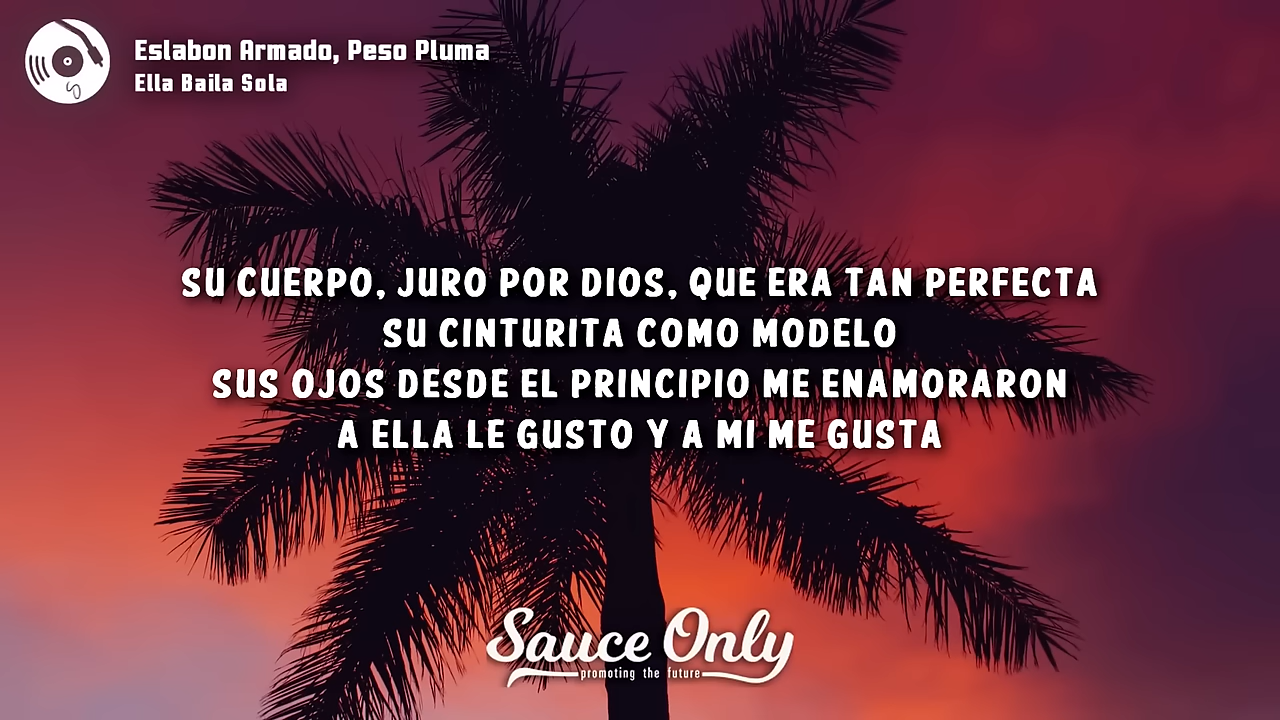 Eslabon Armado, Peso Pluma
Ella Baila Sola
SU CUERPO, JURO POR DIOS, QUE ERA TAN PERFECTA
SU CINTURITA COMO MODELO
SUS OJOS DESDE EL PRINCIPIO ME ENAMORARON
A ELLA LE GUSTO Y A MI ME GUSTA
Sauce Only
promoting the future